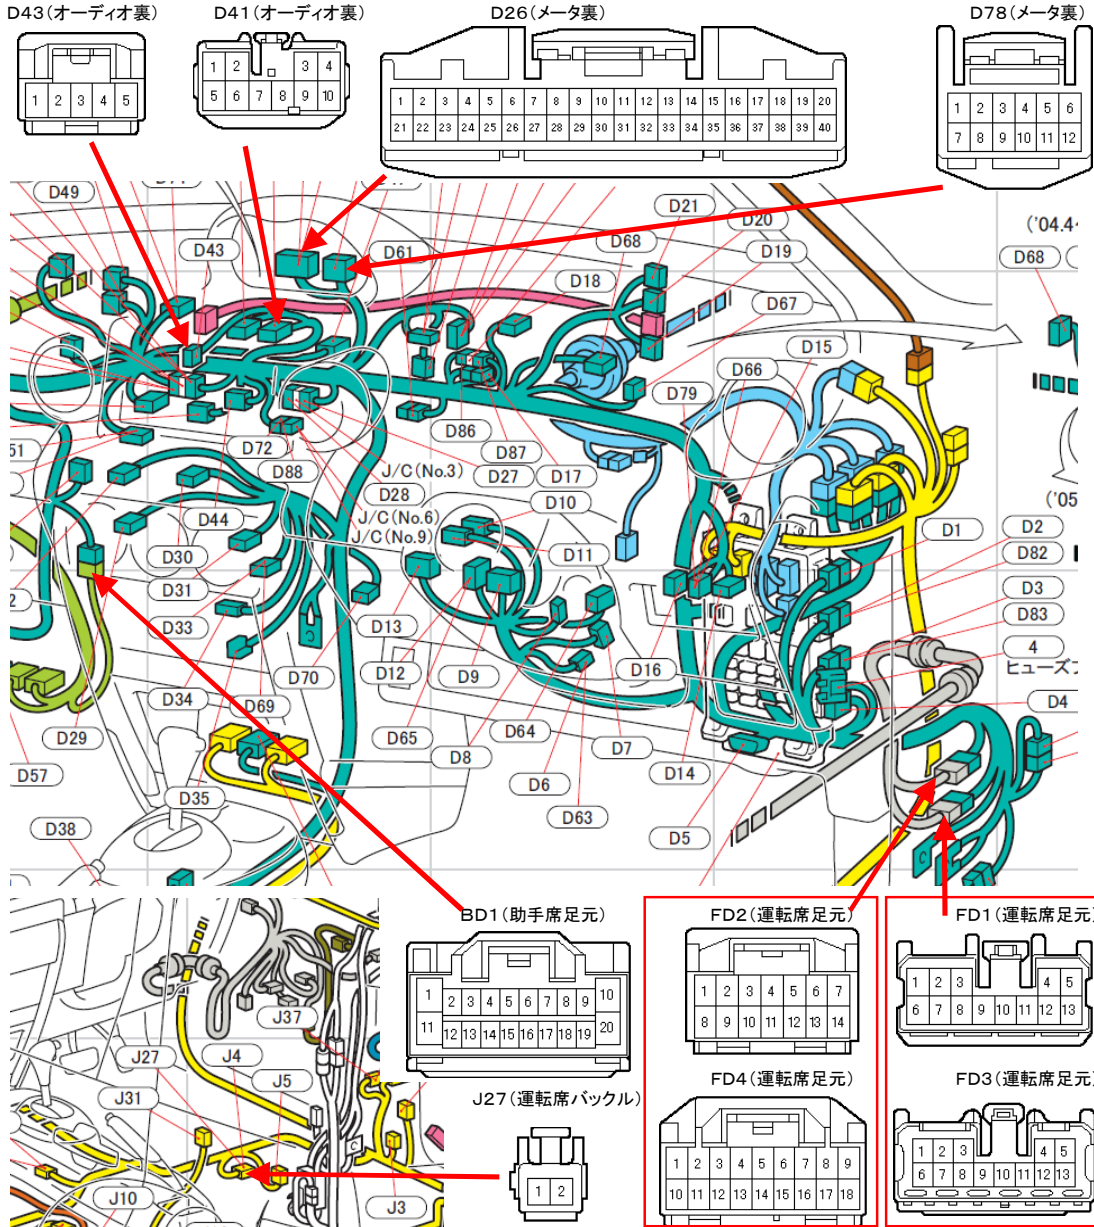 D43(オーディオ裏)
D41(オーディオ裏)
D26(メータ裏)
D78(メータ裏)
1 2 3 4 5
1 2 3 4
5 6 7 8 9 10
1 2 3 4 5 6 7 8 9 10 11 12 13 14 15 16 17 18 19 20
21 22 23 24 25 26 27 28 29 30 31 32 33 34 35 36 37 38 39 40
1 2 3 4 5 6
7 8 9 10 11 12
D49
D43
D61
D68
D21
D20
D19
D18
D67
D15
D66
D79
('04.4
D68
D86
D87
D17
D72
D88
J/C(No.3)
D27
D28
J/C(No.6)
J/C(No.9)
D10
D11
D44
D30
D31
D33
D34
D69
D70
D13
D12
D9
D65
D8
D64
D7
D6
D63
D16
D14
D5
D1
D2
D82
D3
D83
4
D4
('05
51
2
D29
D57
D35
D38
BD1(助手席足元)
1 2 3 4 5 6 7 8 9 10
11 12 13 14 15 16 17 18 19 20
FD2(運転席足元)
1 2 3 4 5 6 7
8 9 10 11 12 13 14
FD1(運転席足元)
1 2 3 4 5
6 7 8 9 10 11 12 13
FD4(運転席足元)
1 2 3 4 5 6 7 8 9
10 11 12 13 14 15 16 17 18
FD3(運転席足元)
1 2 3 4 5
6 7 8 9 10 11 12 13
J27(運転席バックル)
1 2
J37
J27
J4
J5
J31
J10
J3